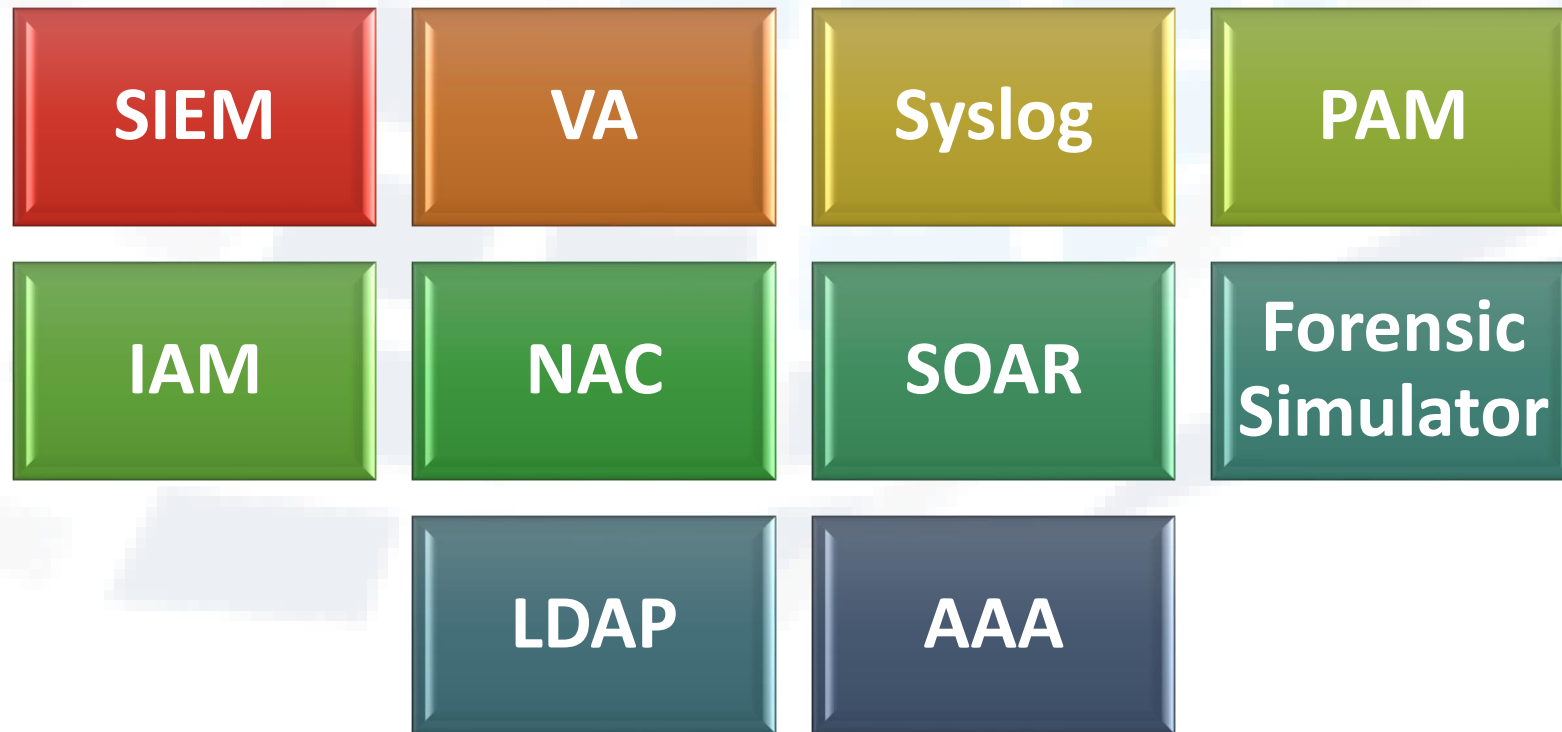 SIEM
VA
Syslog
PAM
IAM
NAC
SOAR
Forensic
Simulator
LDAP
AAA